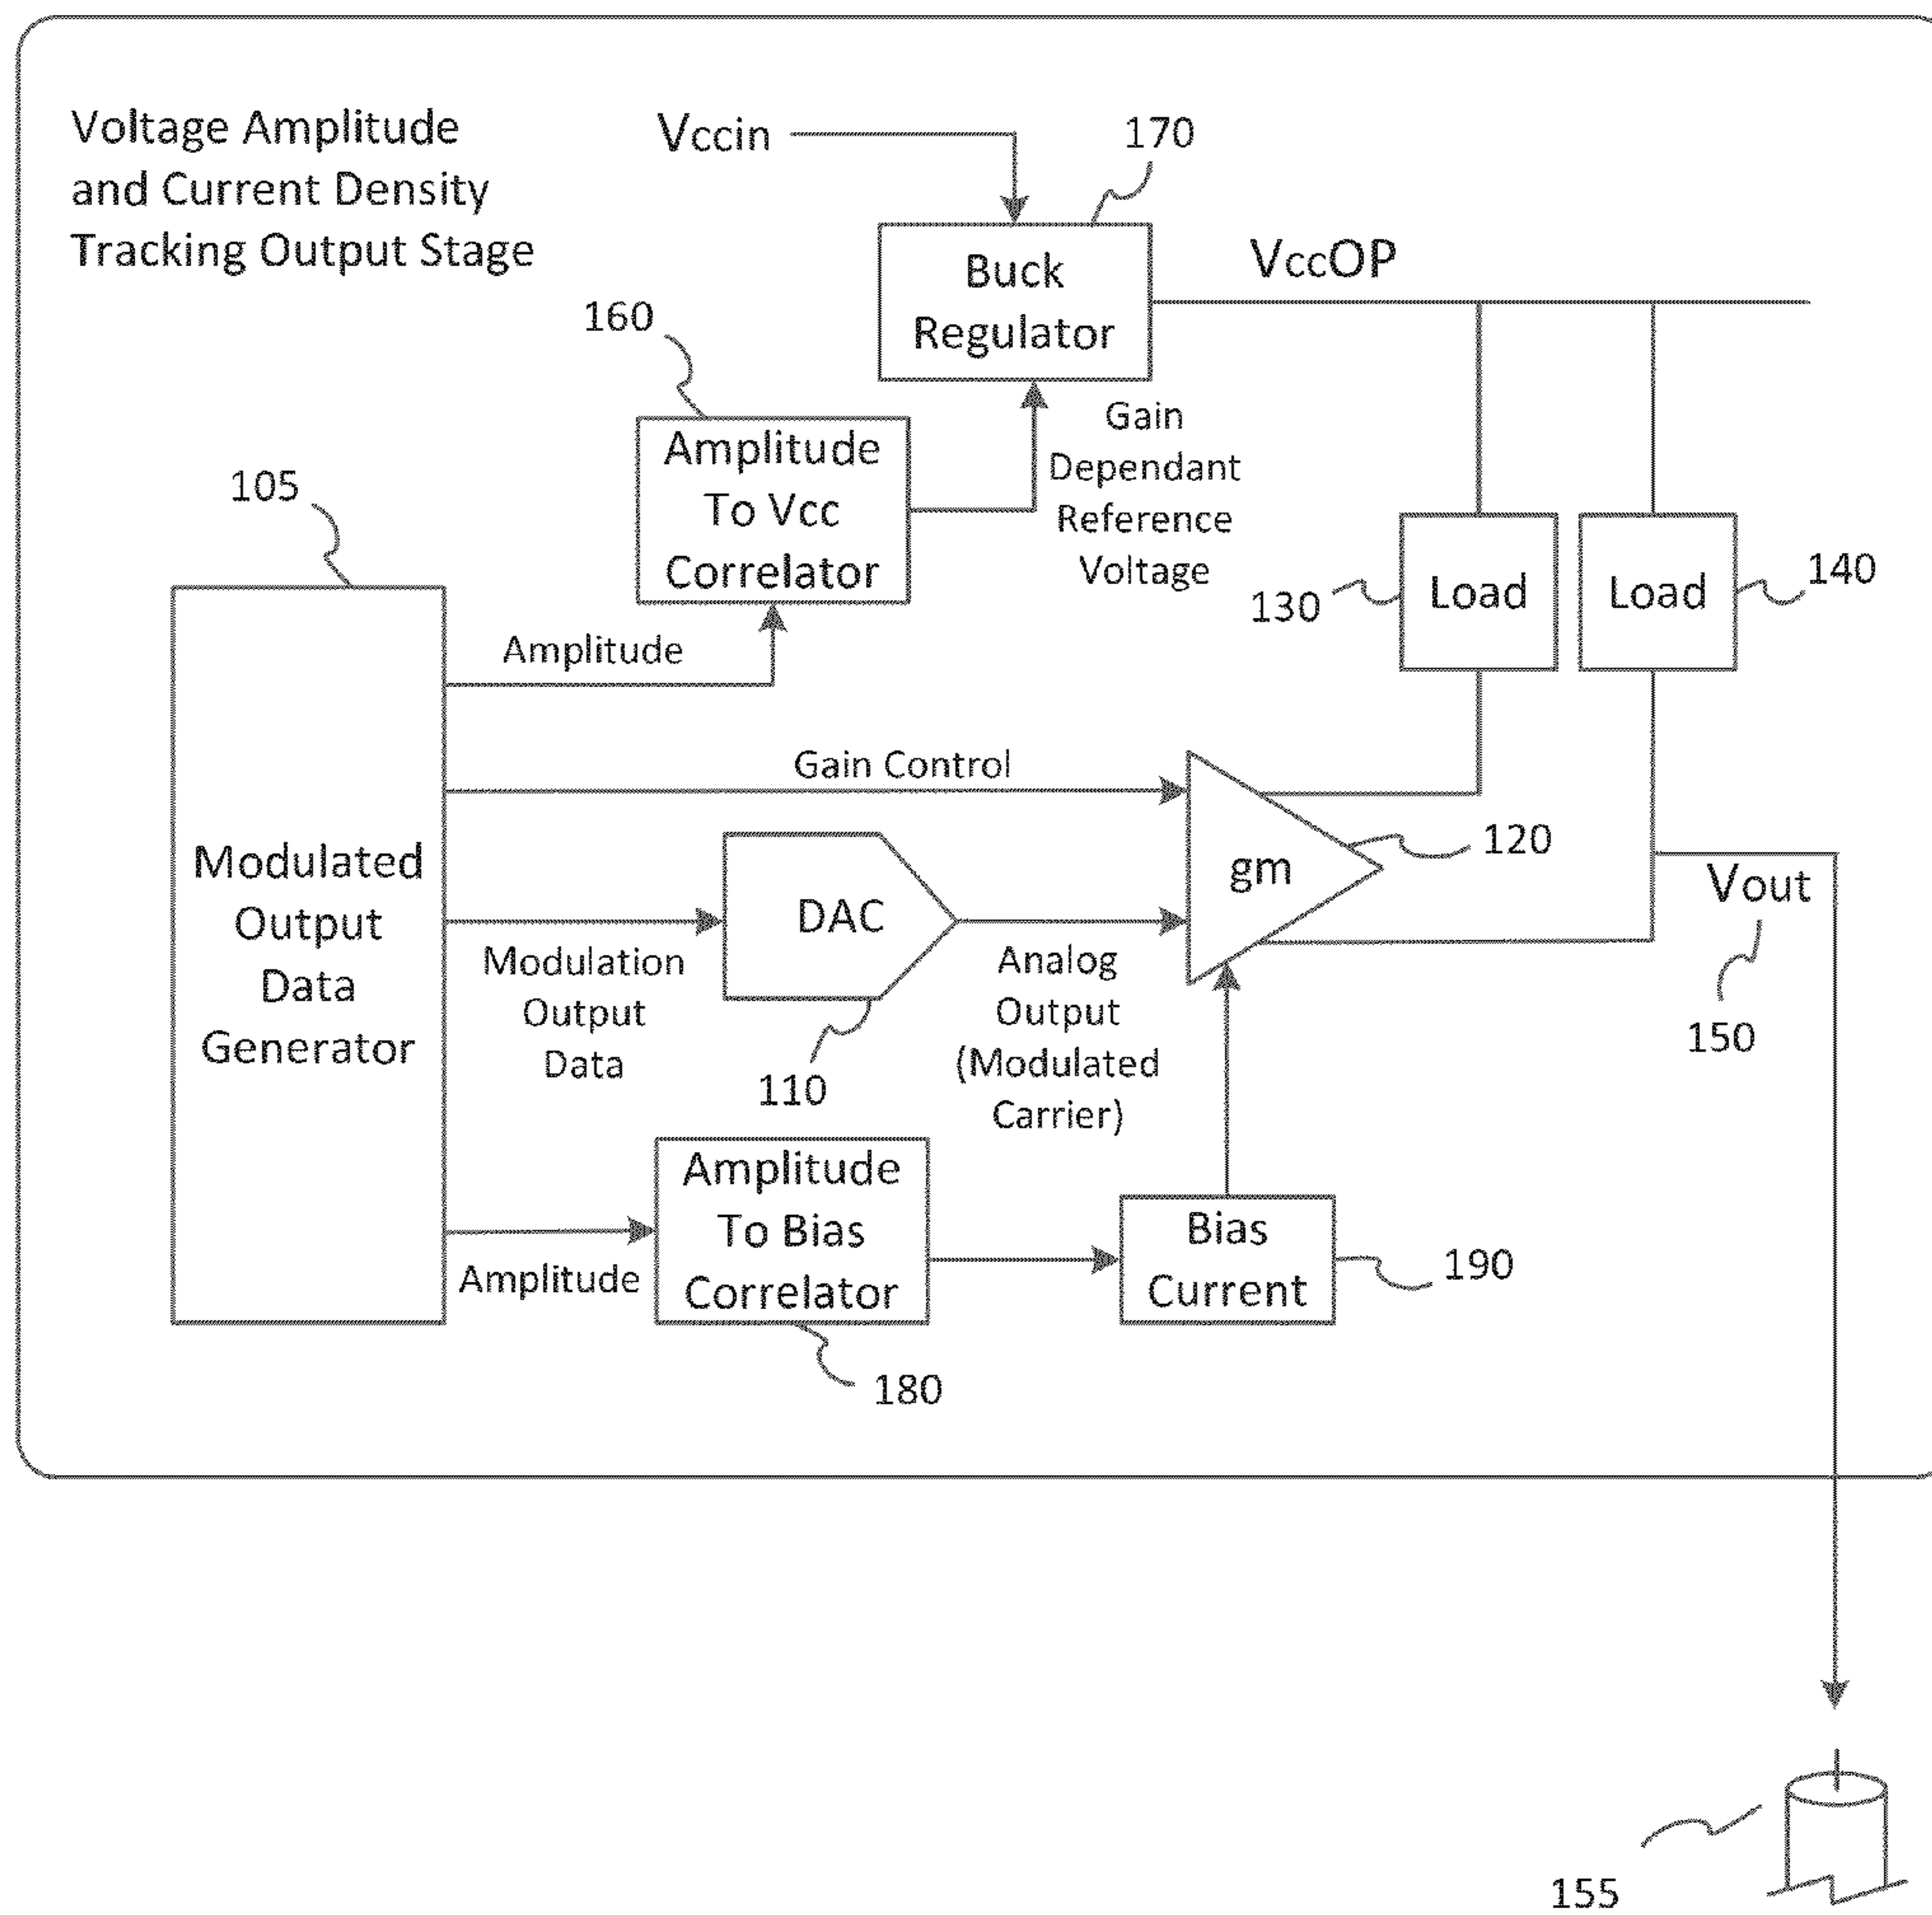 Voltage Amplitude
and Current Density
Tracking Output Stage
Vccin
170
Buck
Regulator
VccOP
160
Amplitude
To Vcc
Correlator
Gain
Dependant
Reference
Voltage
105
130
Load
Load
140
Amplitude
Gain Control
Modulated
Output
Data
Generator
DAC
gm
120
Vout
150
Modulation
Output
Data
110
Analog
Output
(Modulated
Carrier)
Amplitude
Amplitude
To Bias
Correlator
Bias
Current
190
180
155